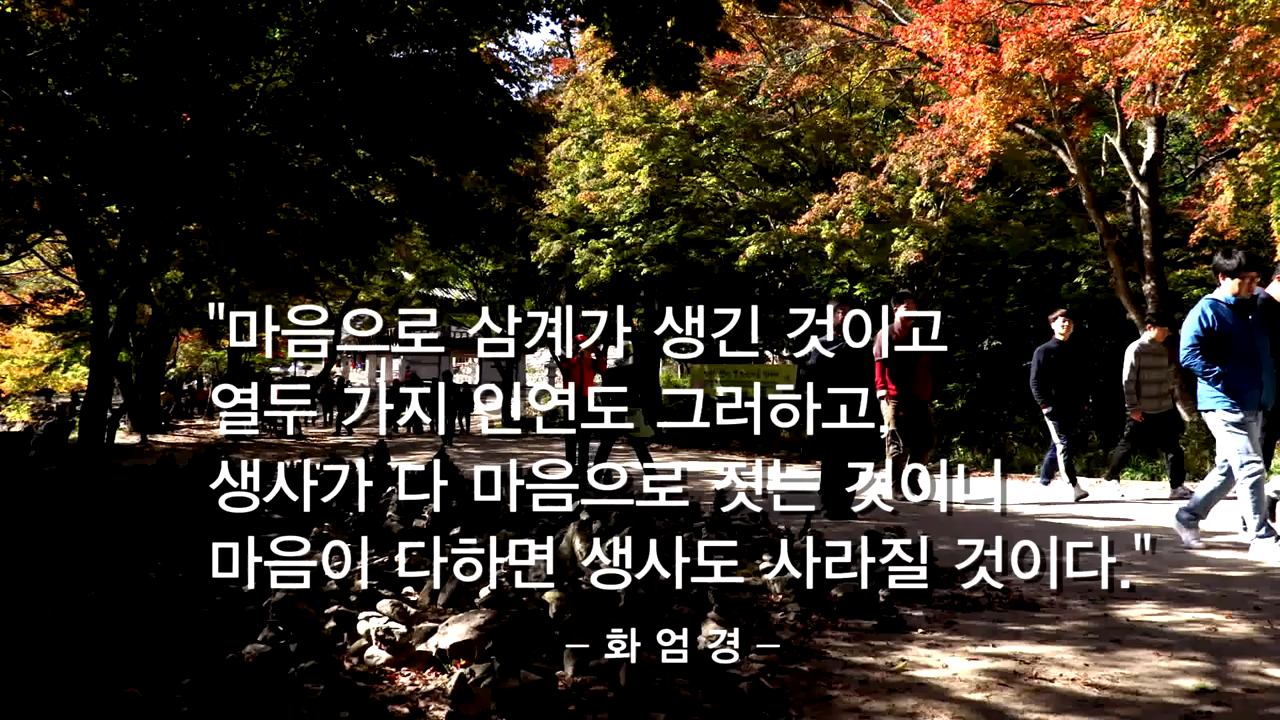 "마음으로 삼계가 생긴 것이고
열두 가지 인연도 그러하고,
생사가 다 마음으로 젓는 것이니
마음이 다하면 생사도 사라질 것이다."
– 화 엄 경 –